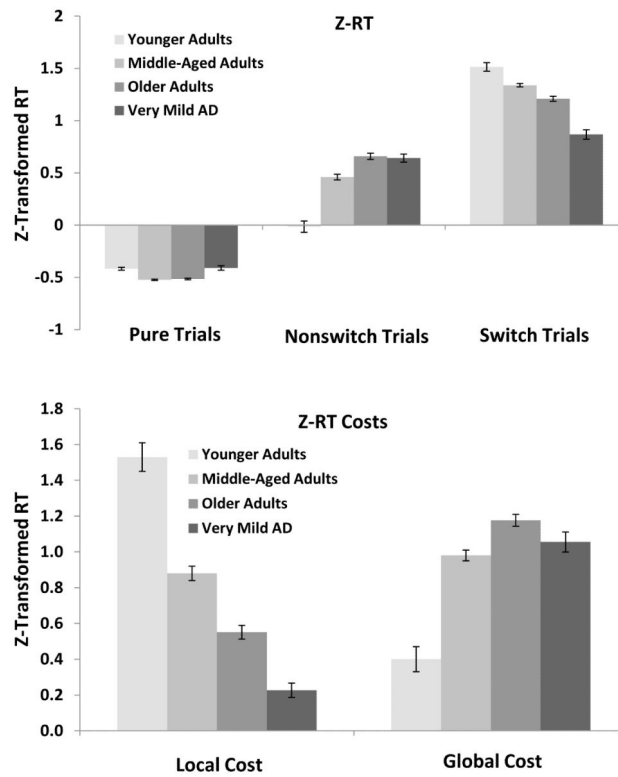 Z-RT
Younger Adults
Middle-Aged Adults
Older Adults
Very Mild AD
Z-Transformed RT
2
1.5
1
0.5
0
-0.5
-1
Pure Trials Nonswitch Trials Switch Trials
Z-RT Costs
Younger Adults
Middle-Aged Adults
Older Adults
Very Mild AD
Z-Transformed RT
1.8
1.6
1.4
1.2
1.0
0.8
0.6
0.4
0.2
0.0
Local Cost Global Cost